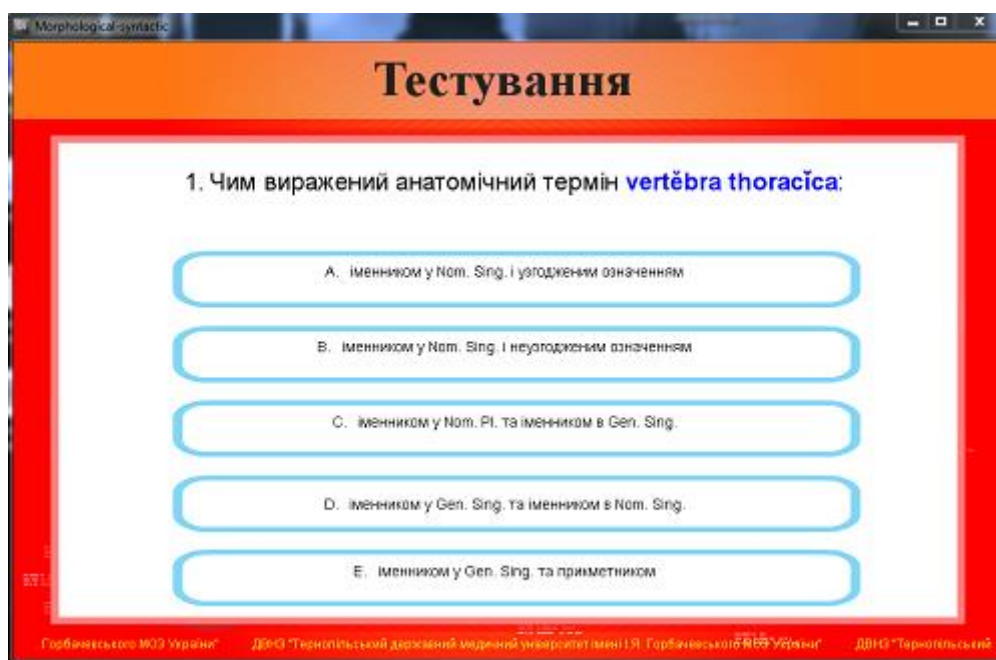 Morphological-syntactic
Тестування
1. Чим виражений анатомічний термін vertĕbra thoracĭca:
A. іменником у Nom. Sing. і узгодженим означенням
B. іменником у Nom. Sing. і неузгодженим означенням
C. іменником у Nom. Pl. та іменником в Gen. Sing.
D. іменником у Gen. Sing. та іменником в Nom. Sing.
E. іменником у Gen. Sing. та прикметником
Горбачевського МОЗ України" ДВНЗ "Тернопільський державний медичний університет імені І.Я. Горбачевського МОЗ України" ДВНЗ "Тернопільський